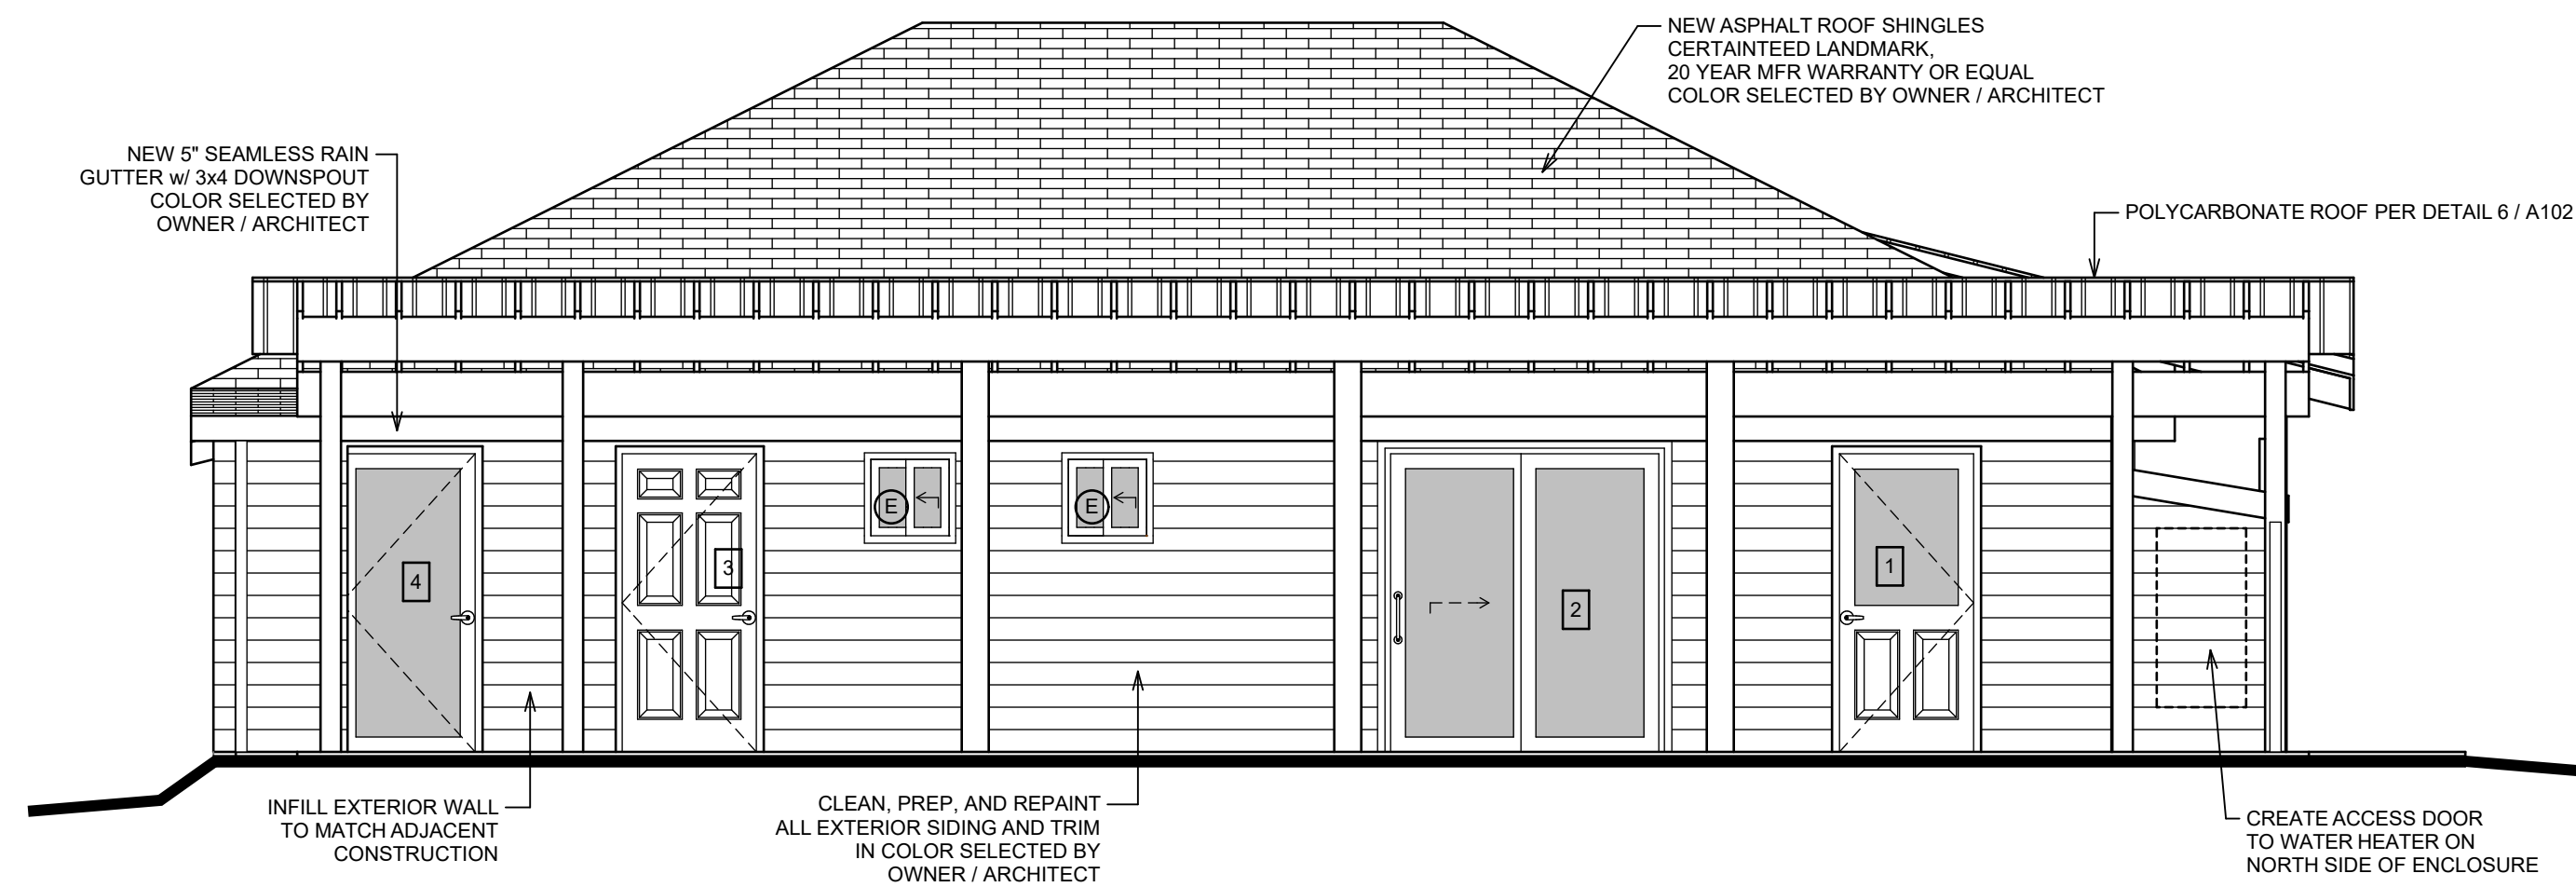 NEW ASPHALT ROOF SHINGLES
CERTAINTEED LANDMARK,
20 YEAR MFR WARRANTY OR EQUAL
COLOR SELECTED BY OWNER / ARCHITECT
NEW 5" SEAMLESS RAIN
GUTTER w/ 3x4 DOWNSPOUT
COLOR SELECTED BY
OWNER / ARCHITECT
POLYCARBONATE ROOF PER DETAIL 6 / A102
E
E
4
3
2
1
INFILL EXTERIOR WALL
TO MATCH ADJACENT
CONSTRUCTION
CLEAN, PREP, AND REPAINT
ALL EXTERIOR SIDING AND TRIM
IN COLOR SELECTED BY
OWNER / ARCHITECT
CREATE ACCESS DOOR
TO WATER HEATER ON
NORTH SIDE OF ENCLOSURE